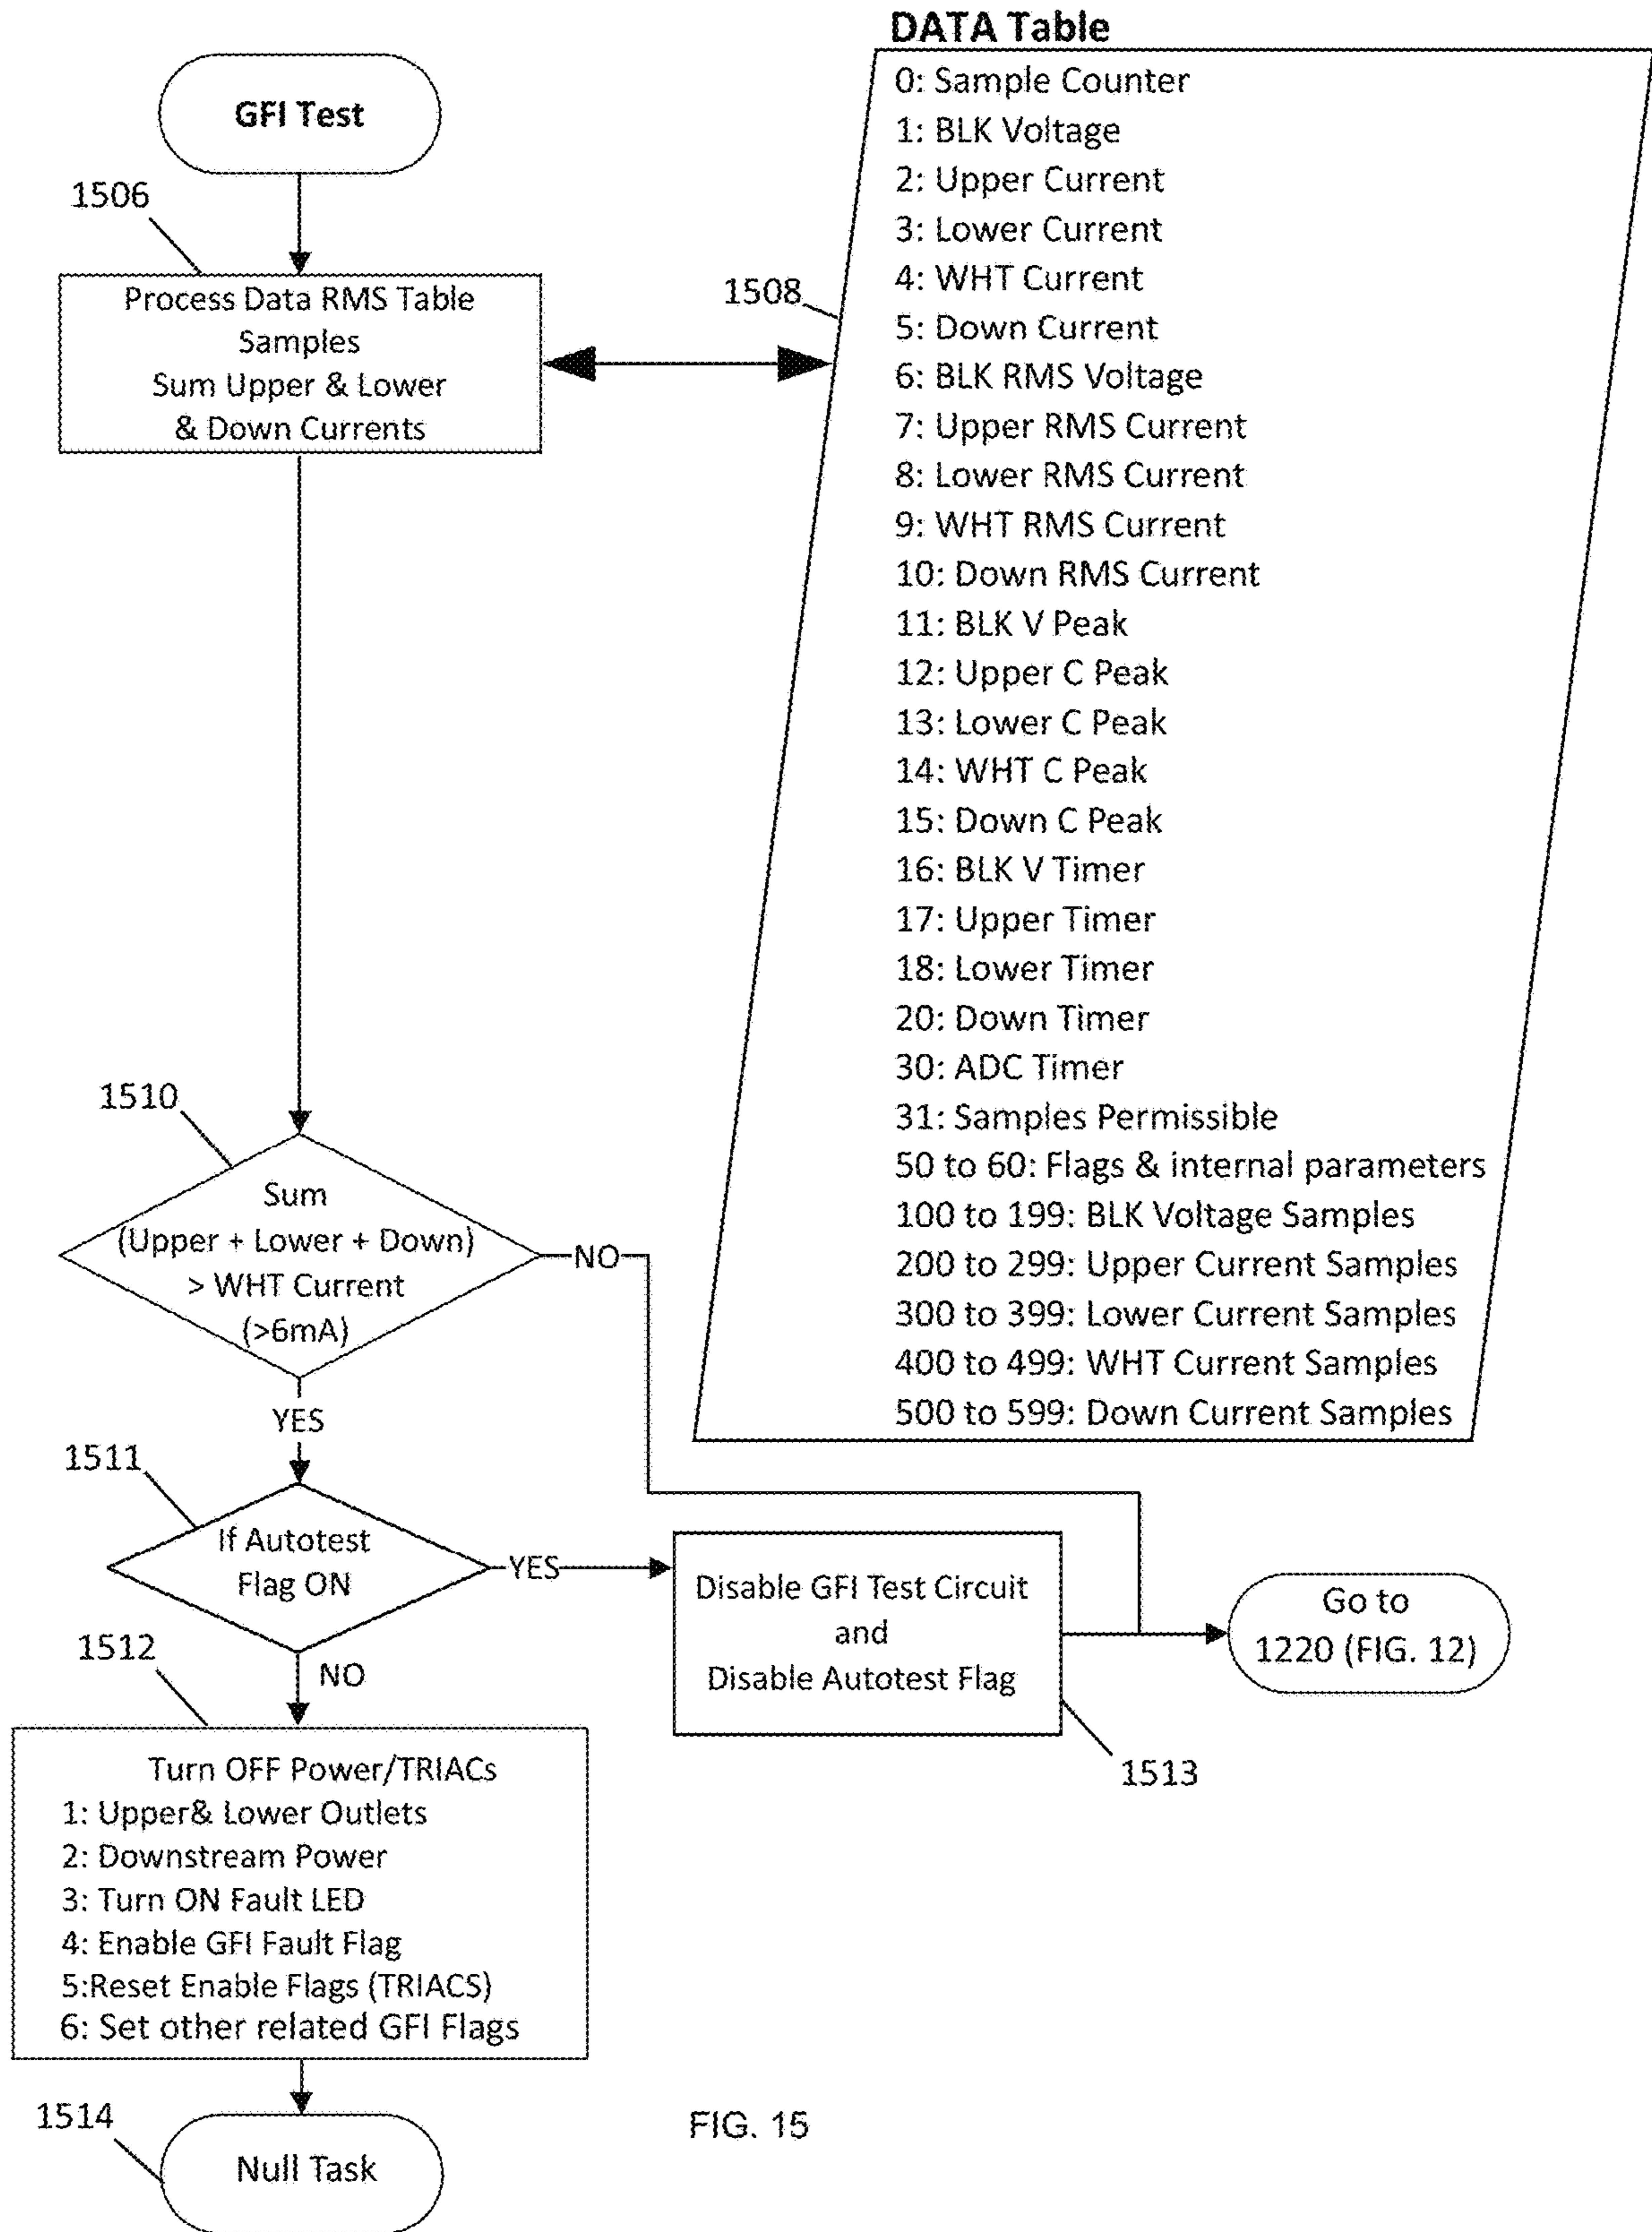 DATA Table
GFI Test
1506
Process Data RMS Table
Samples
Sum Upper & Lower
& Down Currents
1508
0: Sample Counter
1: BLK Voltage
2: Upper Current
3: Lower Current
4: WHT Current
5: Down Current
6: BLK RMS Voltage
7: Upper RMS Current
8: Lower RMS Current
9: WHT RMS Current
10: Down RMS Current
11: BLK V Peak
12: Upper C Peak
13: Lower C Peak
14: WHT C Peak
15: Down C Peak
16: BLK V Timer
17: Upper Timer
18: Lower Timer
20: Down Timer
30: ADC Timer
31: Samples Permissible
50 to 60: Flags & internal parameters
100 to 199: BLK Voltage Samples
200 to 299: Upper Current Samples
300 to 399: Lower Current Samples
400 to 499: WHT Current Samples
500 to 599: Down Current Samples
1510
Sum
(Upper + Lower + Down)
> WHT Current
(>6mA)
NO
YES
1511
If Autotest
Flag ON
YES
Disable GFI Test Circuit
and
Disable Autotest Flag
1513
Go to
1220 (FIG. 12)
NO
1512
Turn OFF Power/TRIACs
1: Upper& Lower Outlets
2: Downstream Power
3: Turn ON Fault LED
4: Enable GFI Fault Flag
5:Reset Enable Flags (TRIACS)
6: Set other related GFI Flags
1514
Null Task
FIG. 15